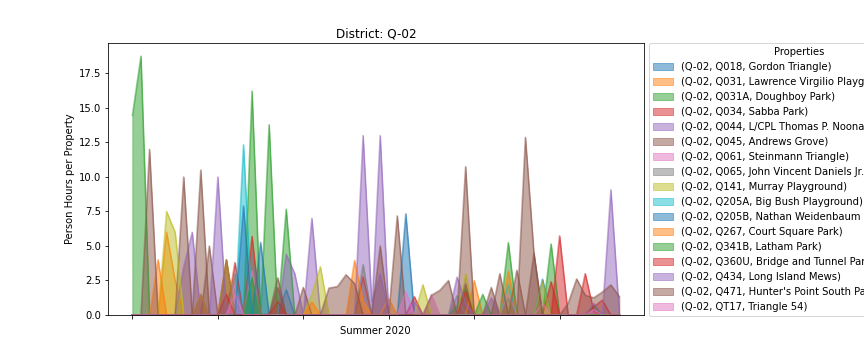 District: Q-02
Person Hours per Property
17.5
15.0
12.5
10.0
7.5
5.0
2.5
0.0
Summer 2020
Properties
(Q-02, Q018, Gordon Triangle)
(Q-02, Q031, Lawrence Virgilio Playg
(Q-02, Q031A, Doughboy Park)
(Q-02, Q034, Sabba Park)
(Q-02, Q044, L/CPL Thomas P. Noona
(Q-02, Q045, Andrews Grove)
(Q-02, Q061, Steinmann Triangle)
(Q-02, Q065, John Vincent Daniels Jr.
(Q-02, Q141, Murray Playground)
(Q-02, Q205A, Big Bush Playground)
(Q-02, Q205B, Nathan Weidenbaum
(Q-02, Q267, Court Square Park)
(Q-02, Q341B, Latham Park)
(Q-02, Q360U, Bridge and Tunnel Par
(Q-02, Q434, Long Island Mews)
(Q-02, Q471, Hunter's Point South Pa
(Q-02, QT17, Triangle 54)